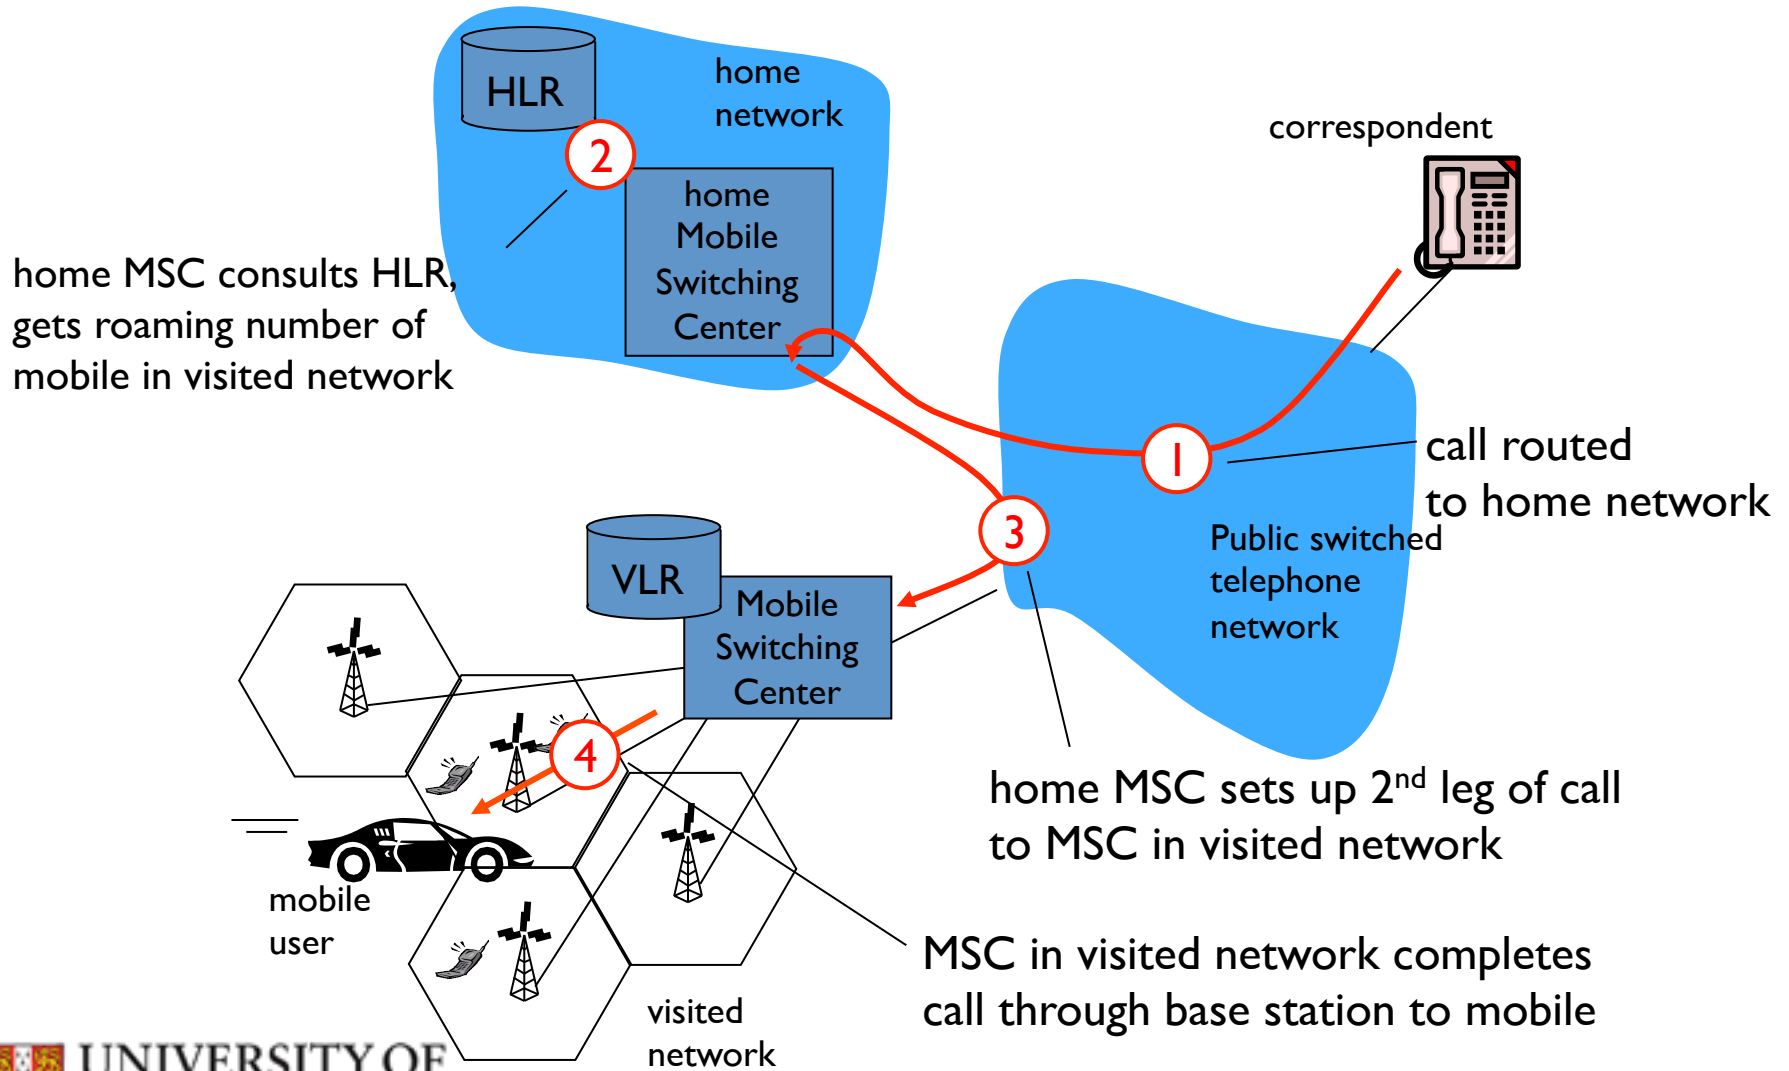 HLR
home
network
2
home
Mobile
Switching
Center
correspondent
home MSC consults HLR,
gets roaming number of
mobile in visited network
1
call routed
to home network
3
Public switched
telephone
network
VLR
Mobile
Switching
Center
4
home MSC sets up 2nd leg of call
to MSC in visited network
mobile
user
MSC in visited network completes
call through base station to mobile
visited
network
UNIVERSITY OF